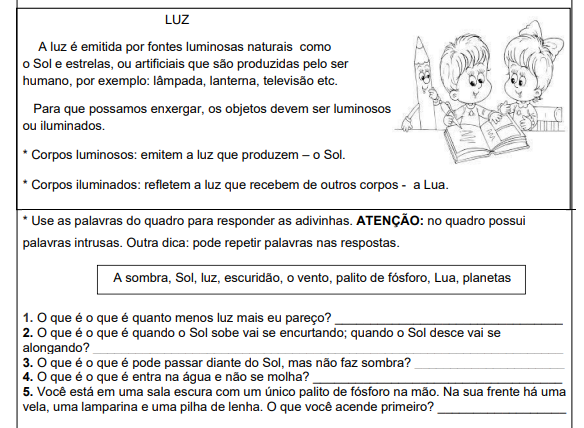 LUZ
A luz é emitida por fontes luminosas naturais como
o Sol e estrelas, ou artificiais que são produzidas pelo ser
humano, por exemplo: lâmpada, lanterna, televisão etc.
Para que possamos enxergar, os objetos devem ser luminosos
ou iluminados.
* Corpos luminosos: emitem a luz que produzem – o Sol.
* Corpos iluminados: refletem a luz que recebem de outros corpos - a Lua.
* Use as palavras do quadro para responder as adivinhas. ATENÇÃO: no quadro possui
palavras intrusas. Outra dica: pode repetir palavras nas respostas.
A sombra, Sol, luz, escuridão, o vento, palito de fósforo, Lua, planetas
1. O que é o que é quanto menos luz mais eu pareço?
2. O que é o que é quando o Sol sobe vai se encurtando; quando o Sol desce vai se
alongando?
3. O que é o que é pode passar diante do Sol, mas não faz sombra?
4. O que é o que é entra na água e não se molha?
5. Você está em uma sala escura com um único palito de fósforo na mão. Na sua frente há uma
vela, uma lamparina e uma pilha de lenha. O que você acende primeiro?